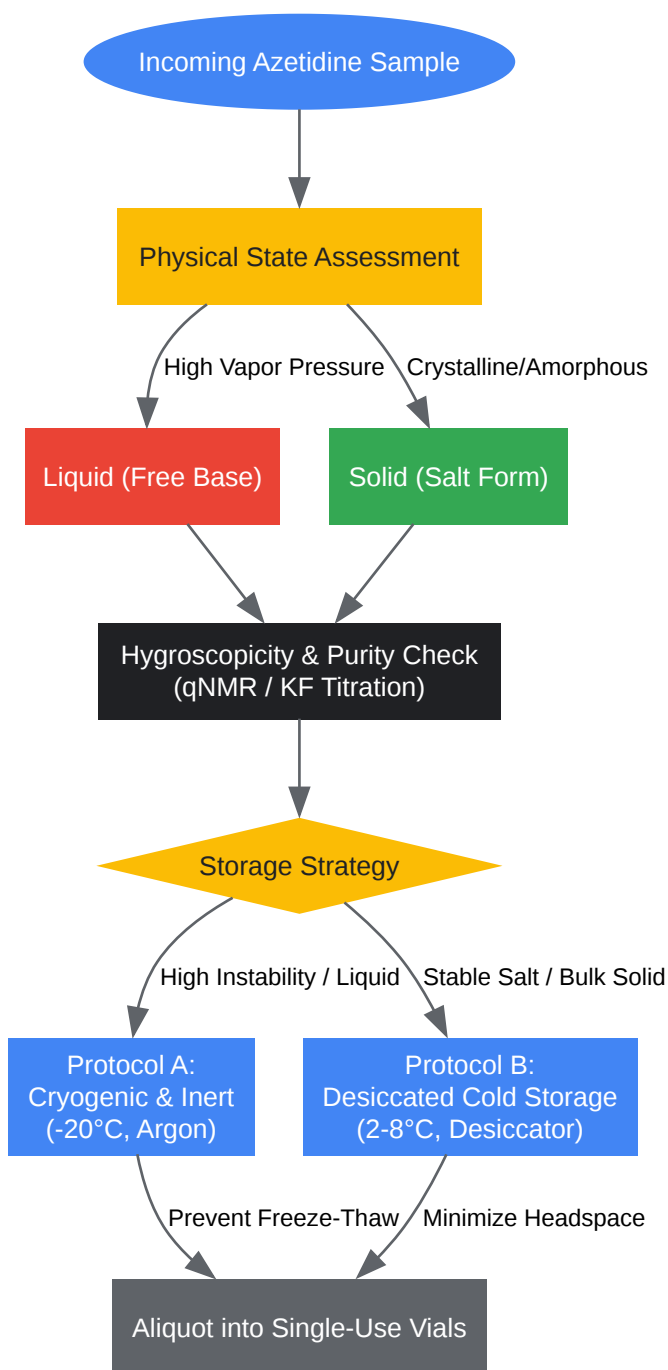 Incoming Azetidine Sample
Physical State Assessment
High Vapor Pressure
Crystalline/Amorphous
Liquid (Free Base)
Solid (Salt Form)
Hygroscopicity & Purity Check
(qNMR / KF Titration)
Storage Strategy
High Instability / Liquid
Stable Salt / Bulk Solid
Protocol A:
Cryogenic & Inert
(-20°C, Argon)
Protocol B:
Desiccated Cold Storage
(2-8°C, Desiccator)
Prevent Freeze-Thaw
Minimize Headspace
Aliquot into Single-Use Vials